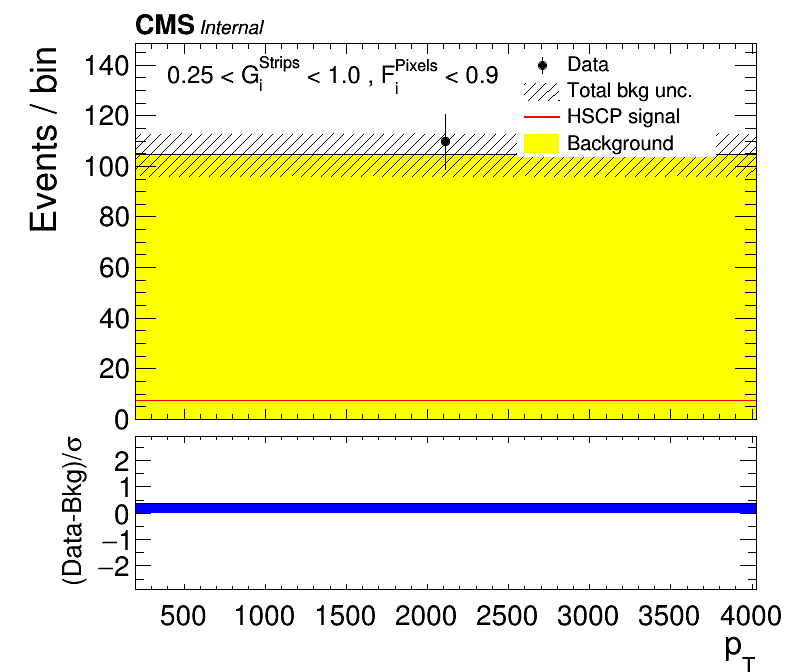 CMS Internal
0.25 < G_i^Strips < 1.0 , F_i^Pixels < 0.9
Data
Total bkg unc.
HSCP signal
Background
Events / bin
140
120
100
80
60
40
20
0
(Data-Bkg)/σ
2
1
0
−1
−2
500 1000 1500 2000 2500 3000 3500 4000
p_T